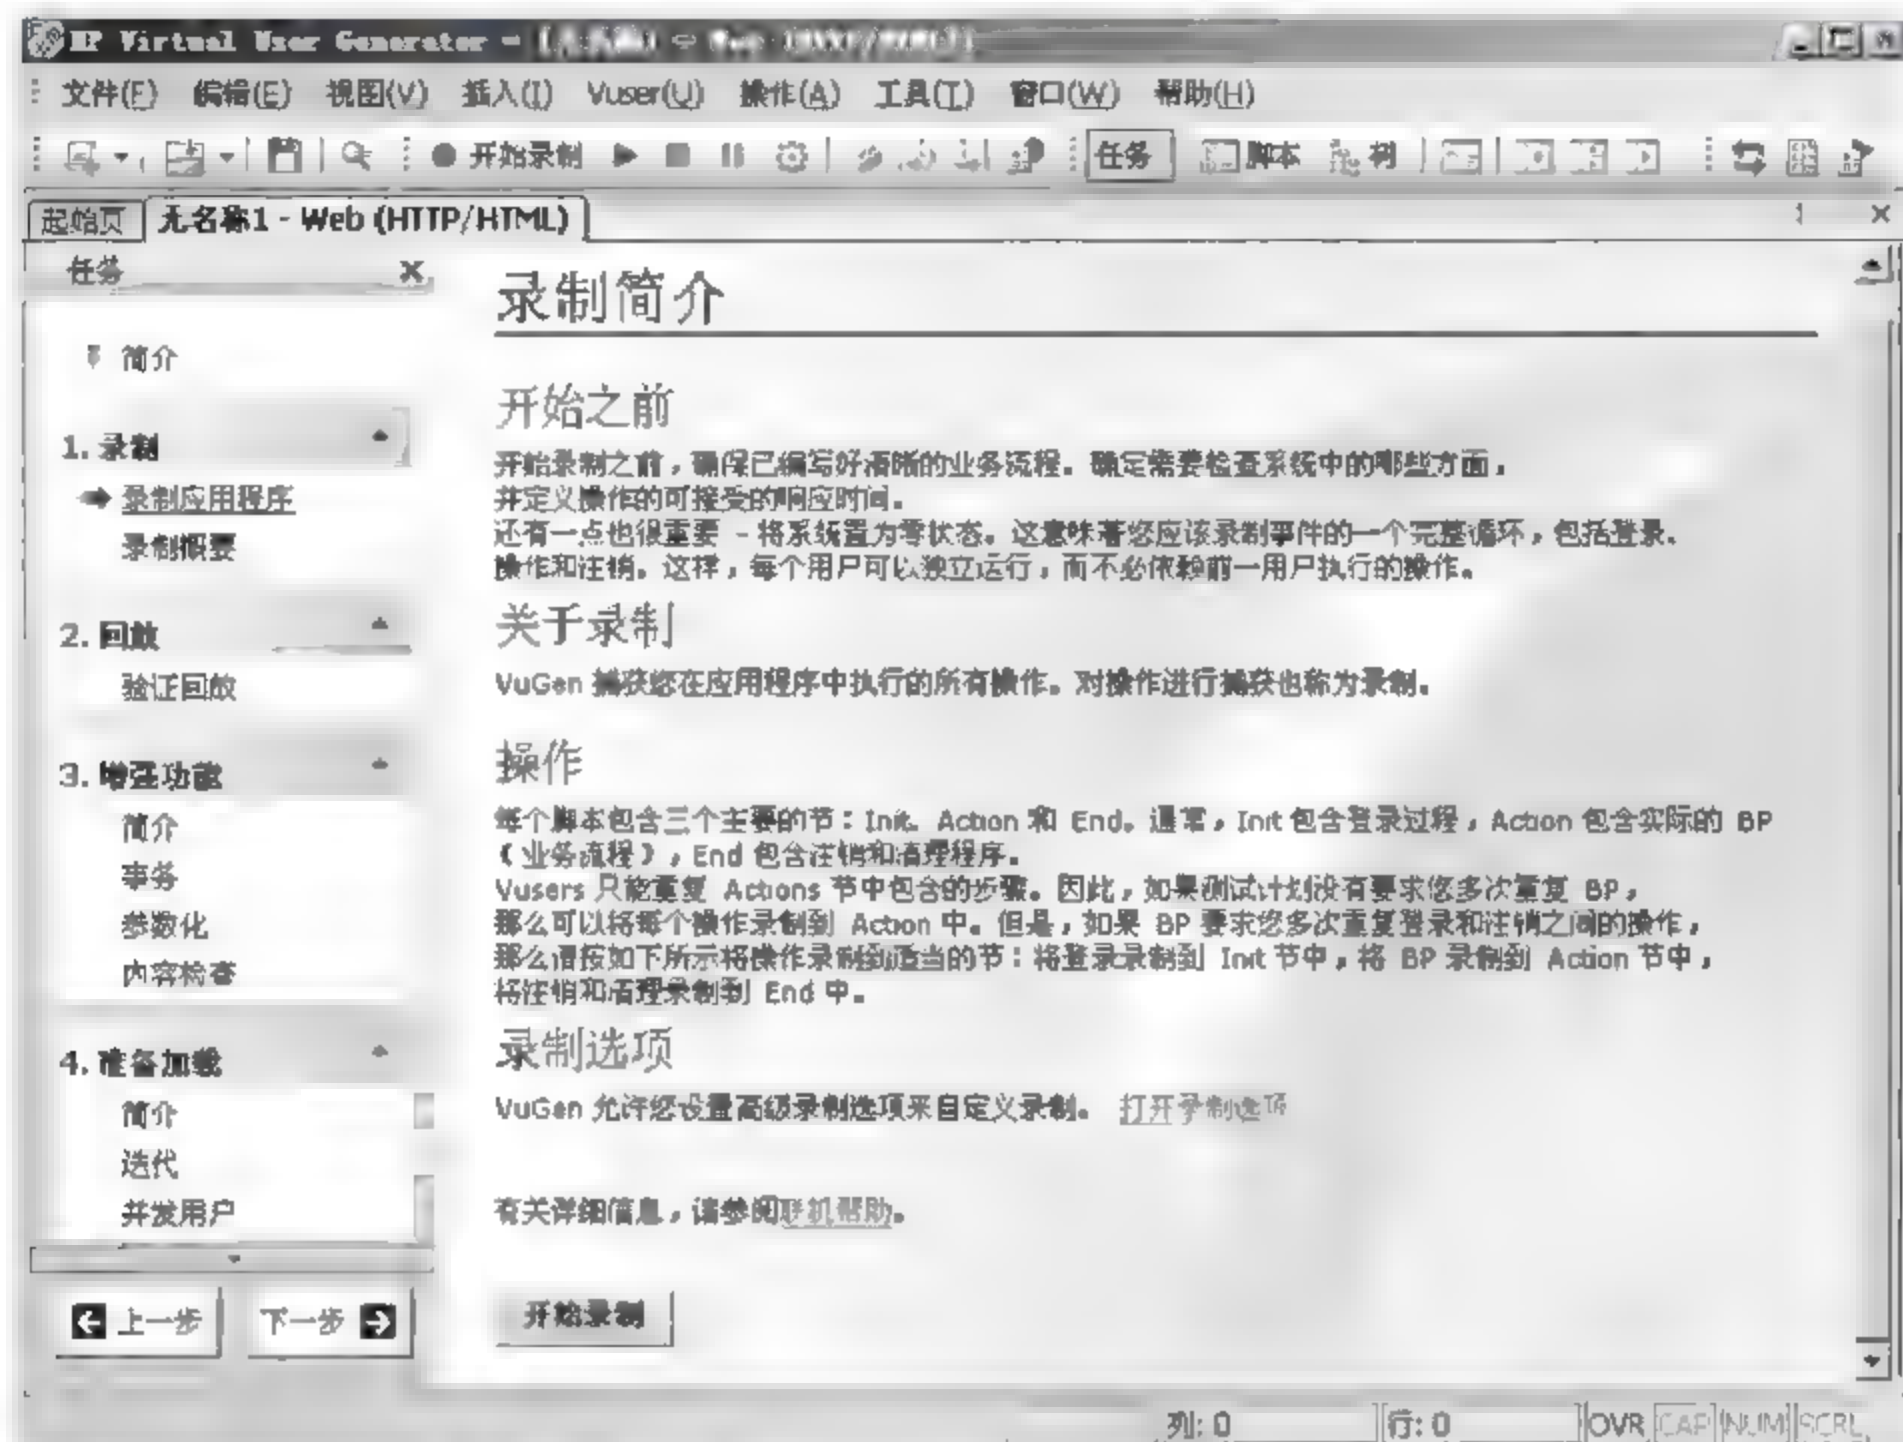 HP Virtual User Generator - [无名称1 - Web (HTTP/HTML)]
文件(F) 编辑(E) 视图(V) 插入(I) Vuser(U) 操作(A) 工具(T) 窗口(W) 帮助(H)
开始录制 任务 脚本 树
起始页 无名称1 - Web (HTTP/HTML)
任务
简介
1. 录制
录制应用程序
录制概要
2. 回放
验证回放
3. 增强功能
简介
事务
参数化
内容检查
4. 准备加载
简介
迭代
并发用户
上一步 下一步
录制简介
开始之前
开始录制之前，确保已编写好清晰的业务流程。确定需要检查系统中的哪些方面，
并定义操作的可接受的响应时间。
还有一点也很重要 - 将系统置为零状态。这意味著您应该录制事件的一个完整循环，包括登录、
操作和注销。这样，每个用户可以独立运行，而不必依赖前一用户执行的操作。
关于录制
VuGen 捕获您在应用程序中执行的所有操作。对操作进行捕获也称为录制。
操作
每个脚本包含三个主要的节：Init、Action 和 End。通常，Init 包含登录过程，Action 包含实际的 BP
（业务流程），End 包含注销和清理程序。
Vusers 只能重复 Actions 节中包含的步骤。因此，如果测试计划没有要求您多次重复 BP，
那么可以将每个操作录制到 Action 中。但是，如果 BP 要求您多次重复登录和注销之间的操作，
那么请按如下所示将操作录制到适当的节：将登录录制到 Init 节中，将 BP 录制到 Action 节中，
将注销和清理录制到 End 中。
录制选项
VuGen 允许您设置高级录制选项来自定义录制。 打开录制选项
有关详细信息，请参阅联机帮助。
开始录制
列: 0 行: 0 OVR CAP NUM SCRL